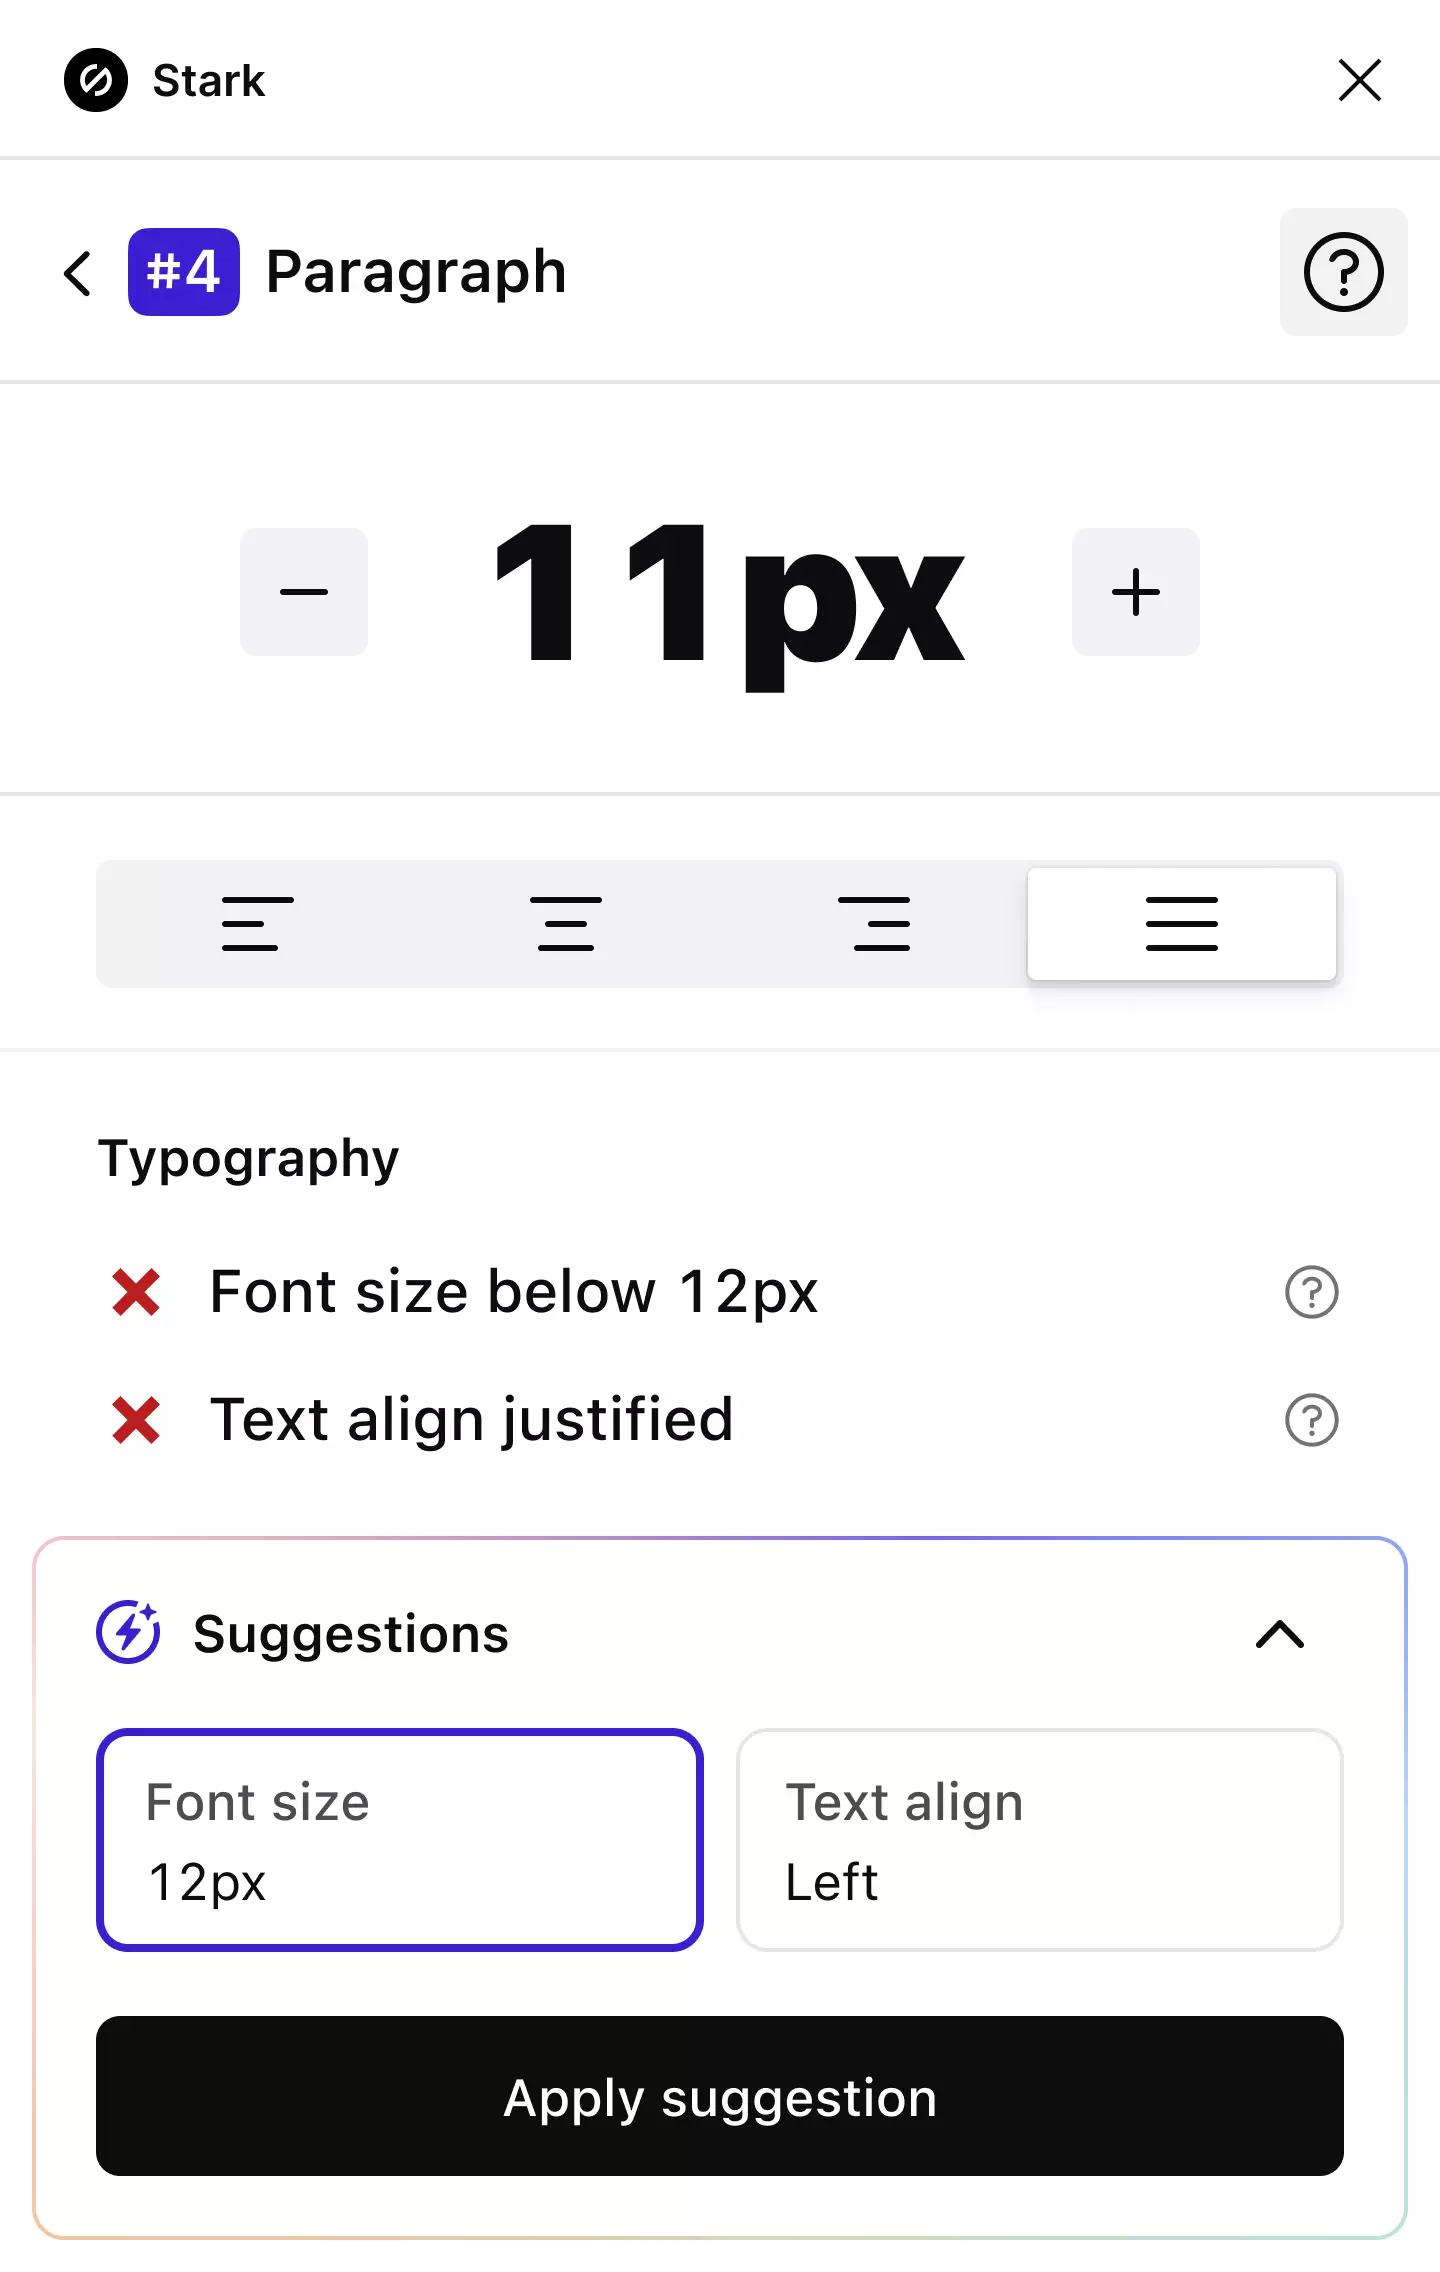 Stark
#4 Paragraph
11px
Typography
Font size below 12px
Text align justified
Suggestions
Font size
12px
Text align
Left
Apply suggestion